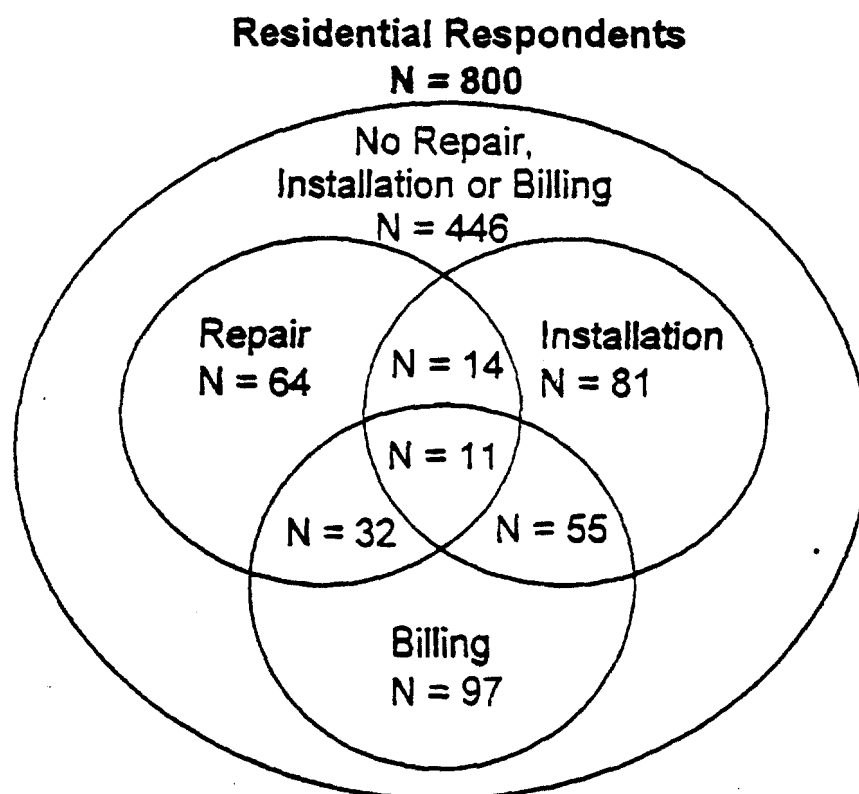 Residential Respondents
N = 800
No Repair,
Installation or Billing
N = 446
Repair
N = 64
N = 14
Installation
N = 81
N = 11
N = 32
N = 55
Billing
N = 97